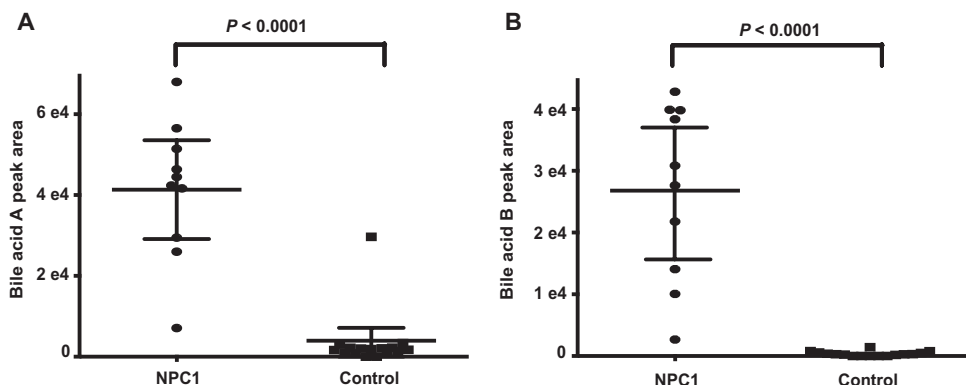 A
P < 0.0001
Bile acid A peak area
6 e4
4 e4
2 e4
0
NPC1
Control
B
P < 0.0001
Bile acid B peak area
4 e4
3 e4
2 e4
1 e4
0
NPC1
Control